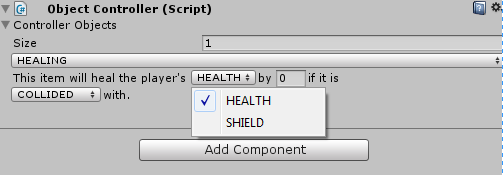 Object Controller (Script)
Controller Objects
Size 1
HEALING
This item will heal the player's HEALTH by 0 if it is
COLLIDED with.
HEALTH
SHIELD
Add Component